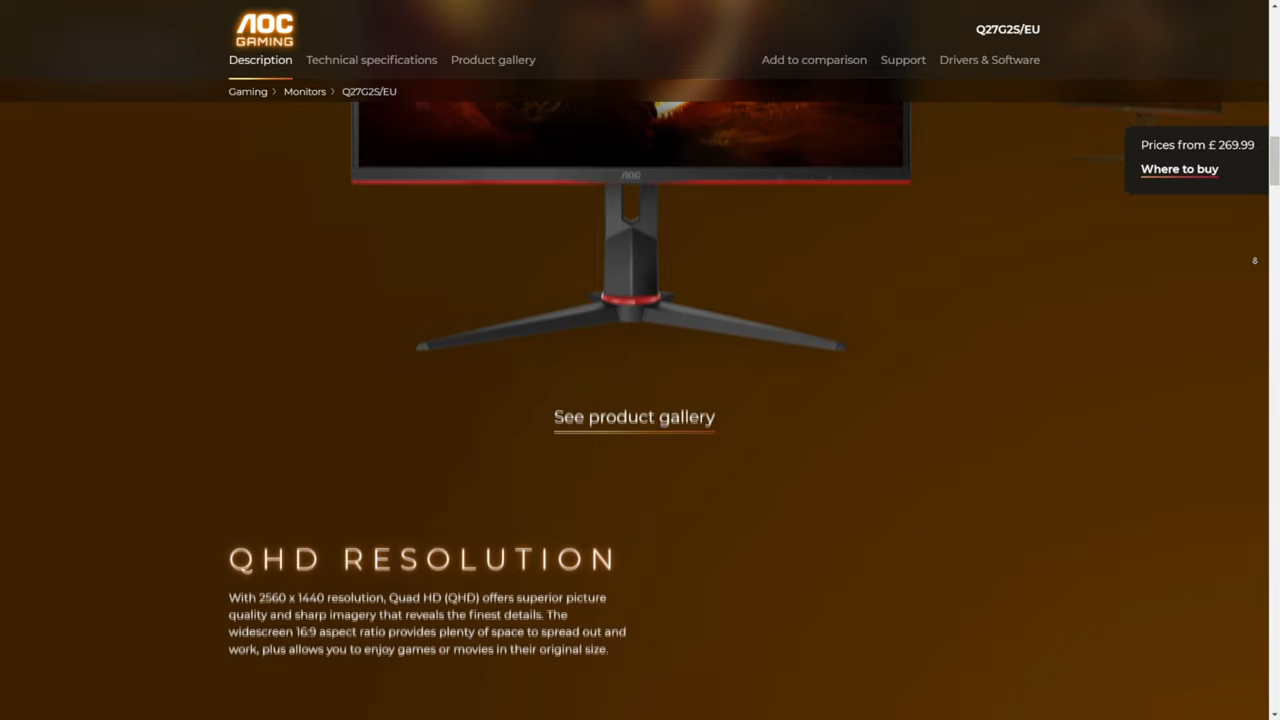 AOC
GAMING
Q27G2S/EU
Description
Technical specifications
Product gallery
Add to comparison
Support
Drivers & Software
Gaming > Monitors > Q27G2S/EU
Prices from £ 269.99
Where to buy
AOC
See product gallery
QHD RESOLUTION
With 2560 x 1440 resolution, Quad HD (QHD) offers superior picture
quality and sharp imagery that reveals the finest details. The
widescreen 16:9 aspect ratio provides plenty of space to spread out and
work, plus allows you to enjoy games or movies in their original size.